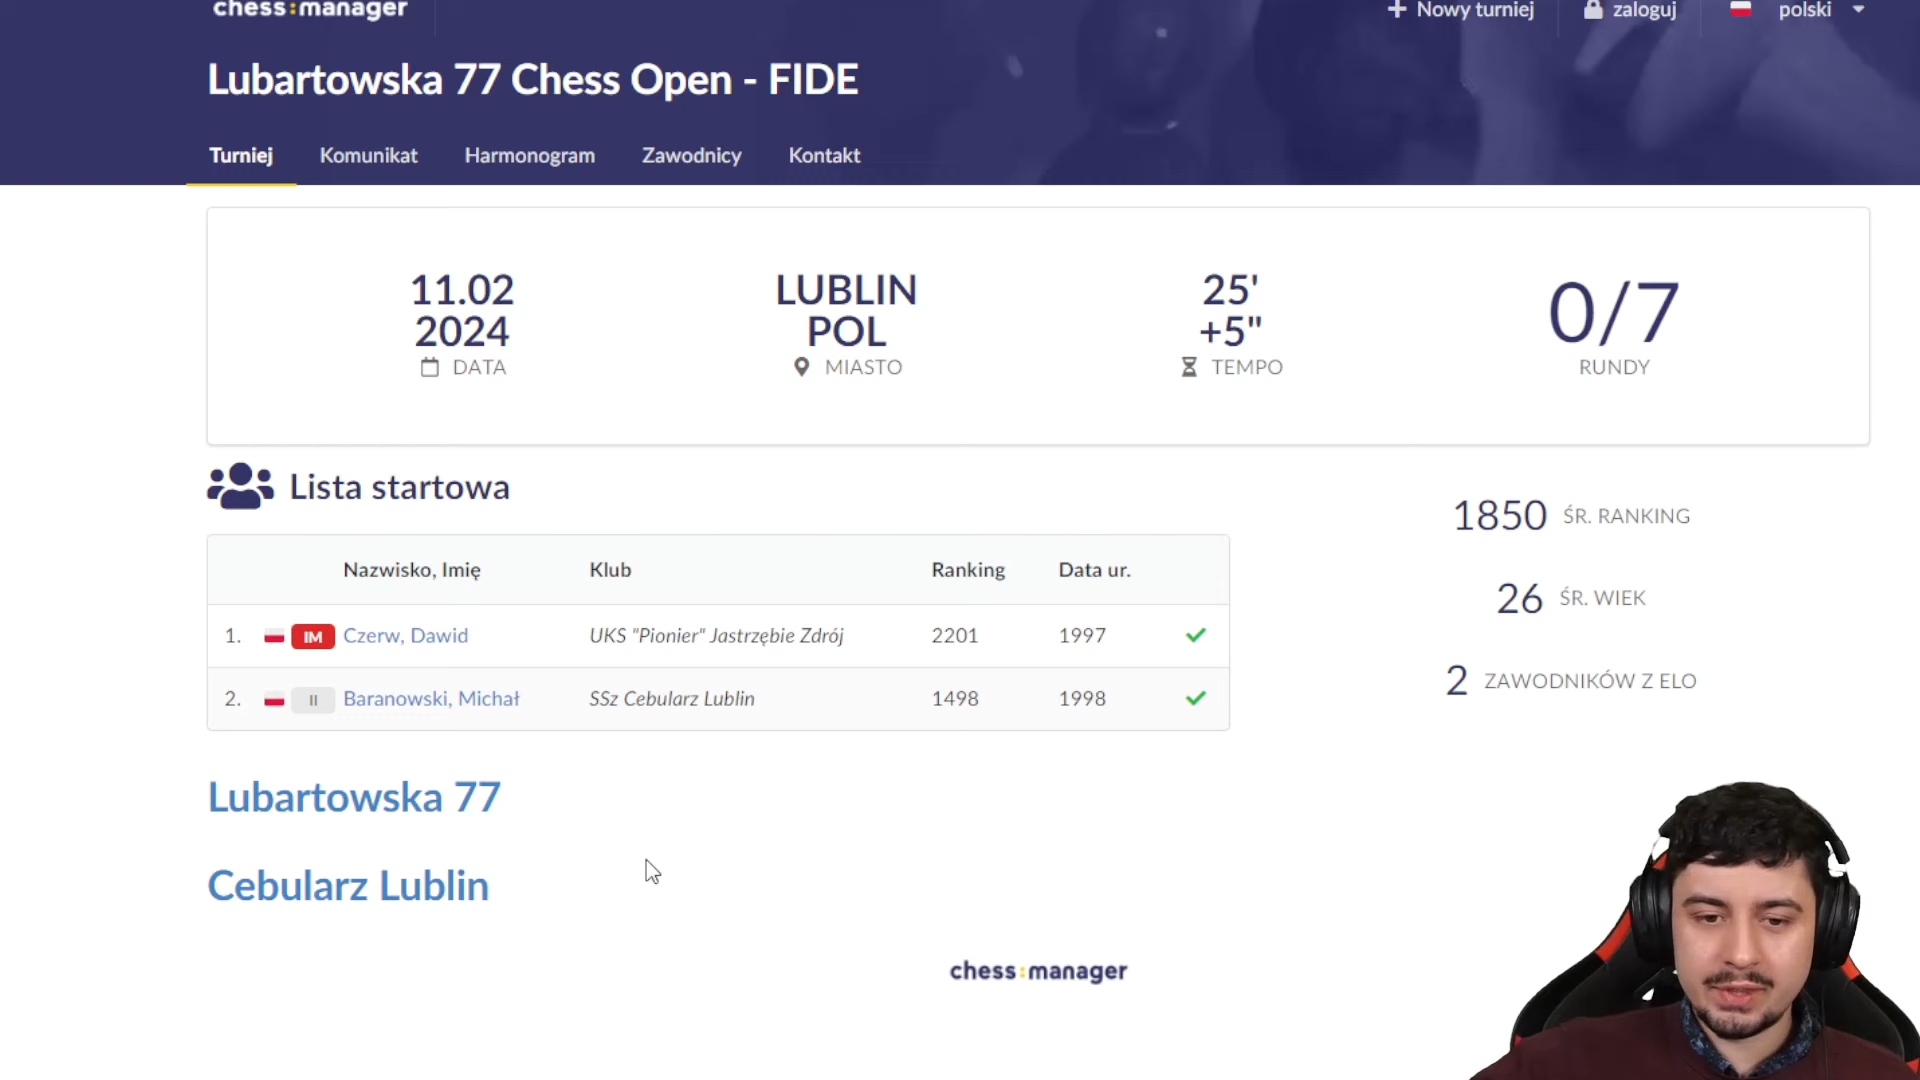 chess:manager
Nowy turniej
zaloguj
polski
Lubartowska 77 Chess Open - FIDE
Turniej Komunikat Harmonogram Zawodnicy Kontakt
11.02
2024
DATA
LUBLIN
POL
MIASTO
25'
+5"
TEMPO
0/7
RUNDY
Lista startowa
Nazwisko, Imię Klub Ranking Data ur.
1. IM Czerw, Dawid UKS "Pionier" Jastrzębie Zdrój 2201 1997
2. II Baranowski, Michał SSz Cebularz Lublin 1498 1998
1850 ŚR. RANKING
26 ŚR. WIEK
2 ZAWODNIKÓW Z ELO
Lubartowska 77
Cebularz Lublin
chess:manager